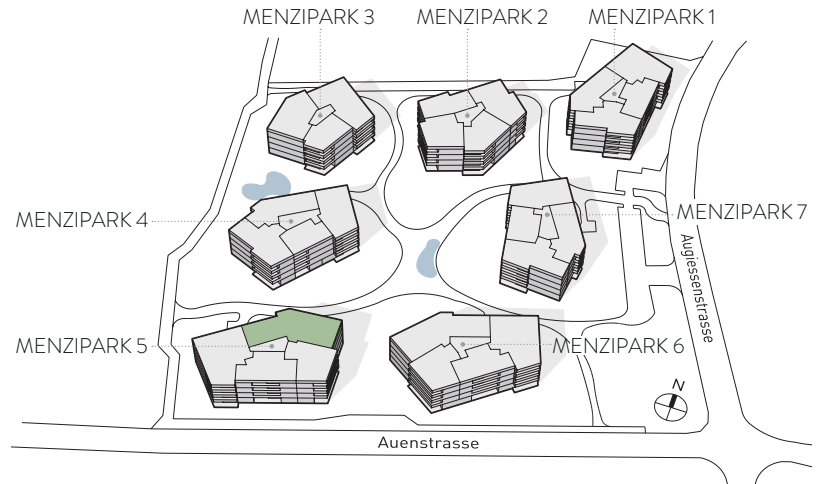 MENZIPARK 3
MENZIPARK 2
MENZIPARK 1
MENZIPARK 4
MENZIPARK 7
Augiessenstrasse
MENZIPARK 5
MENZIPARK 6
N
Auenstrasse